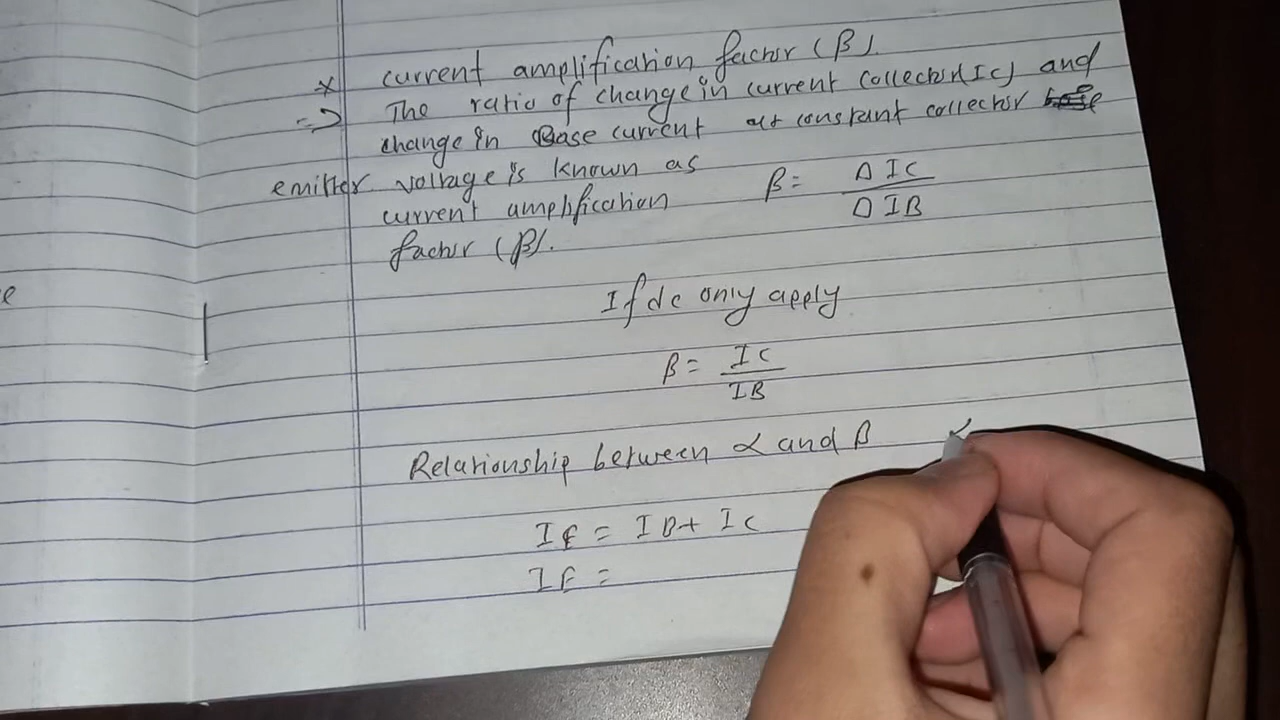 * current amplification factor (β).
=> The ratio of change in current collector (IC) and
change in Base current at constant collector
emitter voltage is known as
current amplification
factor (β).
β = Δ IC / Δ IB
If dc only apply
β = IC / IB
Relationship between α and β
IE = IB + IC
IE =
α